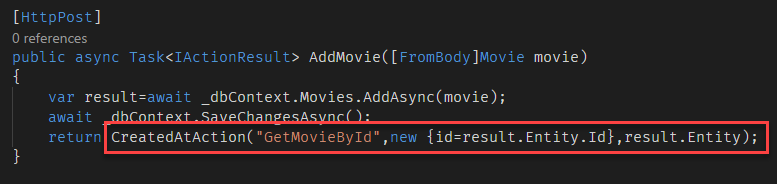 [HttpPost]
0 references
public async Task<IActionResult> AddMovie([FromBody]Movie movie)
{
    var result=await _dbContext.Movies.AddAsync(movie);
    await _dbContext.SaveChangesAsync();
    return CreatedAtAction("GetMovieById",new {id=result.Entity.Id},result.Entity);
}